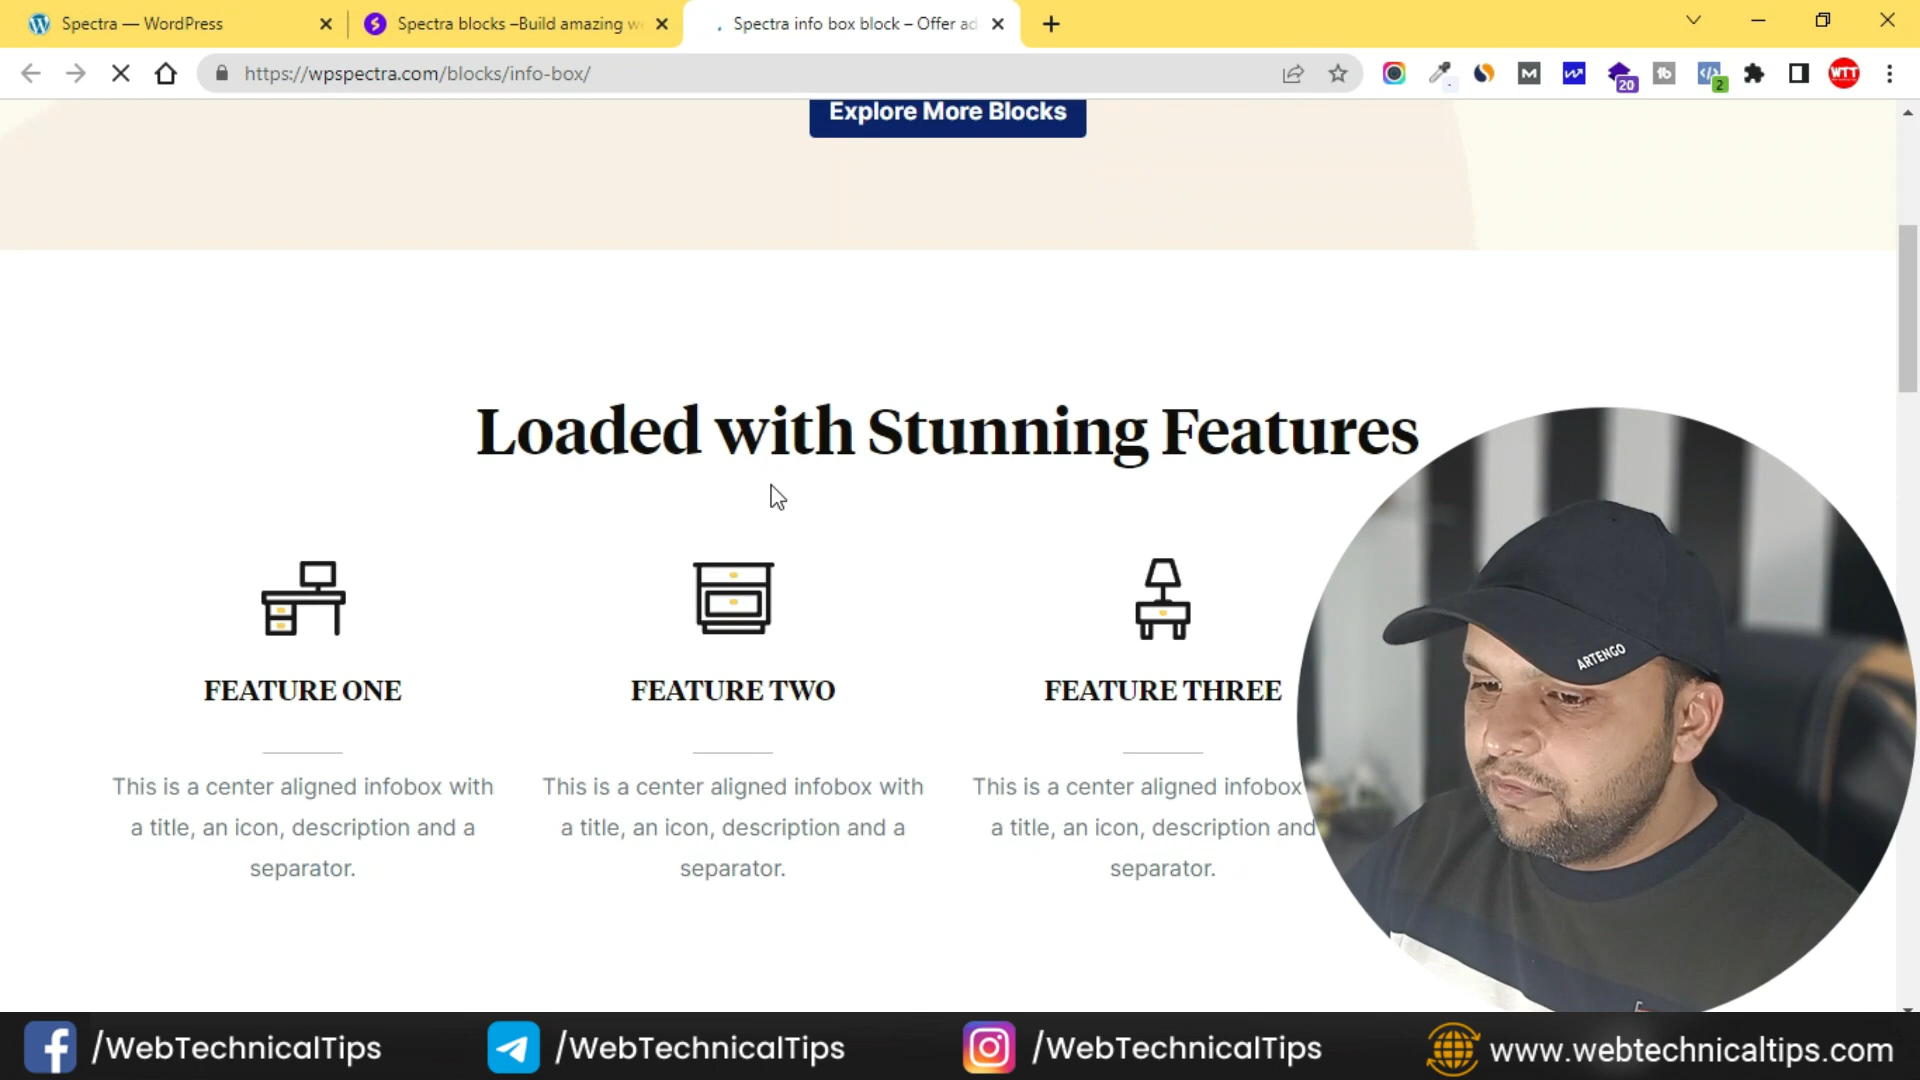 Spectra — WordPress
Spectra blocks –Build amazing w
Spectra info box block – Offer ad
https://wpspectra.com/blocks/info-box/
20
2
WTT
Explore More Blocks
Loaded with Stunning Features
FEATURE ONE
FEATURE TWO
FEATURE THREE
This is a center aligned infobox with
a title, an icon, description and a
separator.
This is a center aligned infobox with
a title, an icon, description and a
separator.
This is a center aligned infobox
a title, an icon, description and
separator.
ARTENGO
/WebTechnicalTips
/WebTechnicalTips
/WebTechnicalTips
www.webtechnicaltips.com